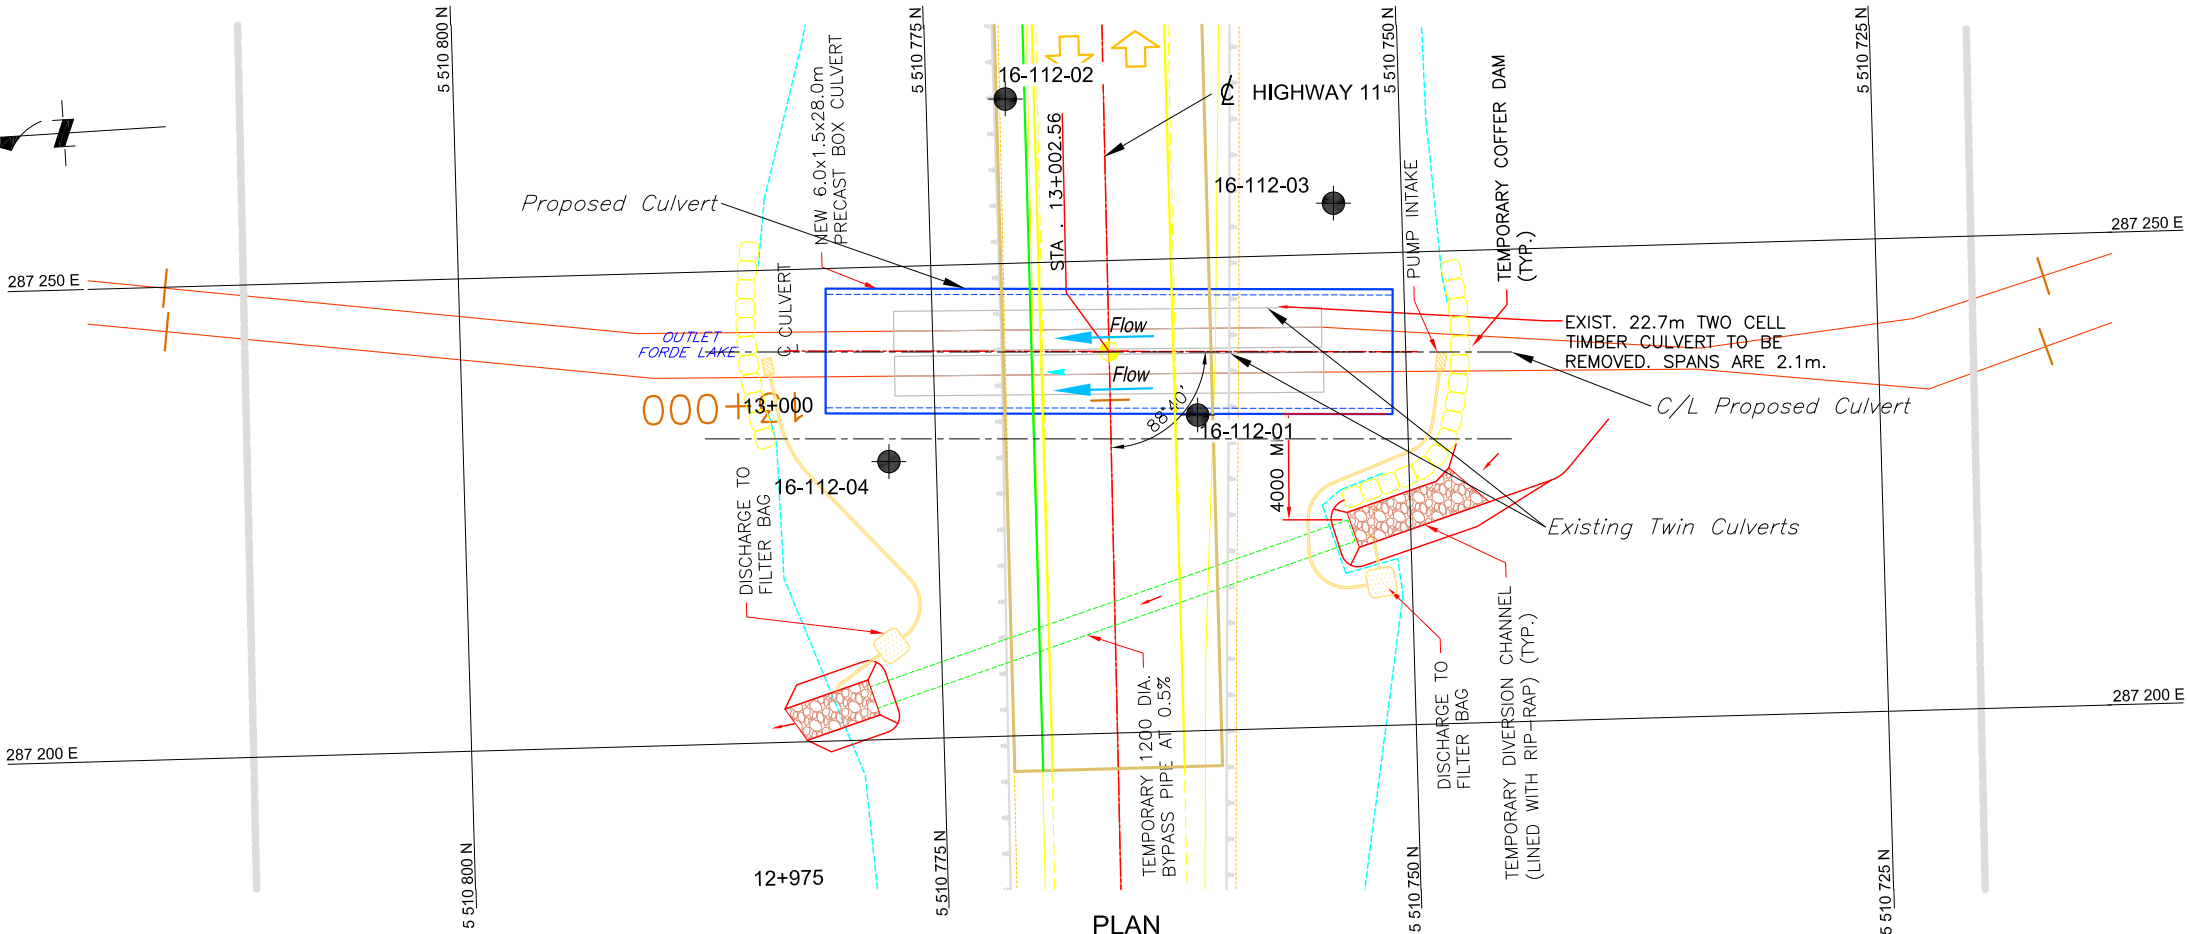 5 510 800 N
5 510 775 N
5 510 750 N
5 510 725 N
16-112-02
HIGHWAY 11
NEW 6.0x1.5x28.0m
PRECAST BOX CULVERT
STA . 13+002.56
16-112-03
PUMP INTAKE
TEMPORARY COFFER DAM
(TYP.)
Proposed Culvert
287 250 E
287 250 E
℄ CULVERT
OUTLET
FORDE LAKE
Flow
Flow
EXIST. 22.7m TWO CELL
TIMBER CULVERT TO BE
REMOVED. SPANS ARE 2.1m.
C/L Proposed Culvert
13+000
13+000
88°40'
16-112-01
4000 MI
16-112-04
Existing Twin Culverts
DISCHARGE TO
FILTER BAG
TEMPORARY 1200 DIA.
BYPASS PIPE AT 0.5%
DISCHARGE TO
FILTER BAG
TEMPORARY DIVERSION CHANNEL
(LINED WITH RIP-RAP) (TYP.)
287 200 E
287 200 E
12+975
5 510 800 N
5 510 775 N
5 510 750 N
5 510 725 N
PLAN